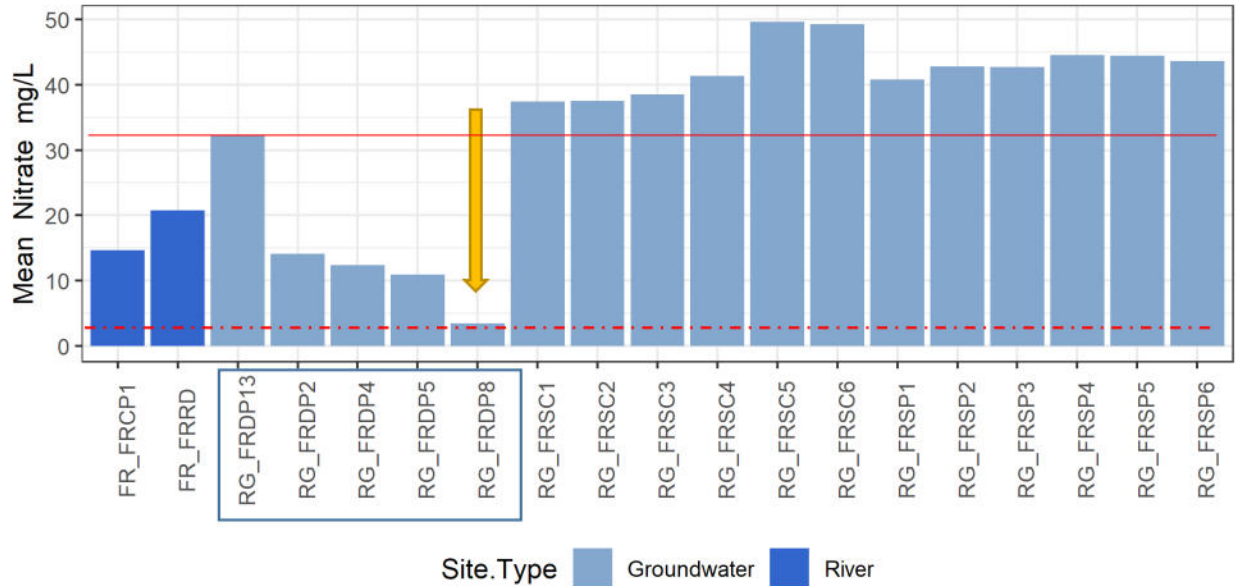 Mean Nitrate mg/L
50
40
30
20
10
0
FR_FRCP1
FR_FRRD
RG_FRDP13
RG_FRDP2
RG_FRDP4
RG_FRDP5
RG_FRDP8
RG_FRSC1
RG_FRSC2
RG_FRSC3
RG_FRSC4
RG_FRSC5
RG_FRSC6
RG_FRSP1
RG_FRSP2
RG_FRSP3
RG_FRSP4
RG_FRSP5
RG_FRSP6
Site.Type Groundwater River